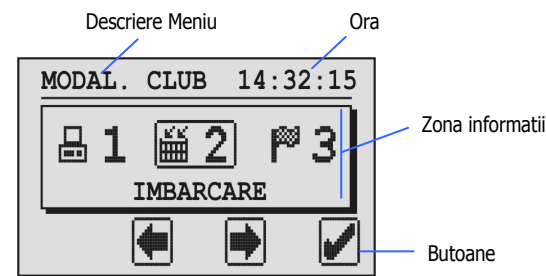 Descriere Meniu Ora
MODAL. CLUB 14:32:15
1 2 3
Zona informatii
IMBARCARE
Butoane